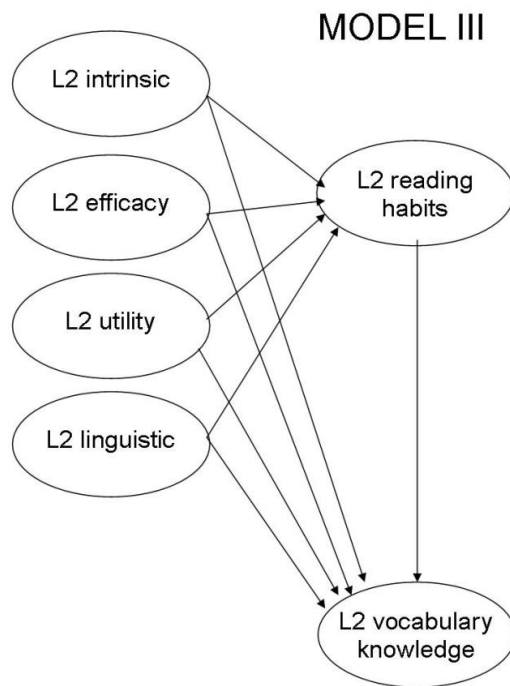 MODEL III
L2 intrinsic
L2 efficacy
L2 utility
L2 linguistic
L2 reading
habits
L2 vocabulary
knowledge